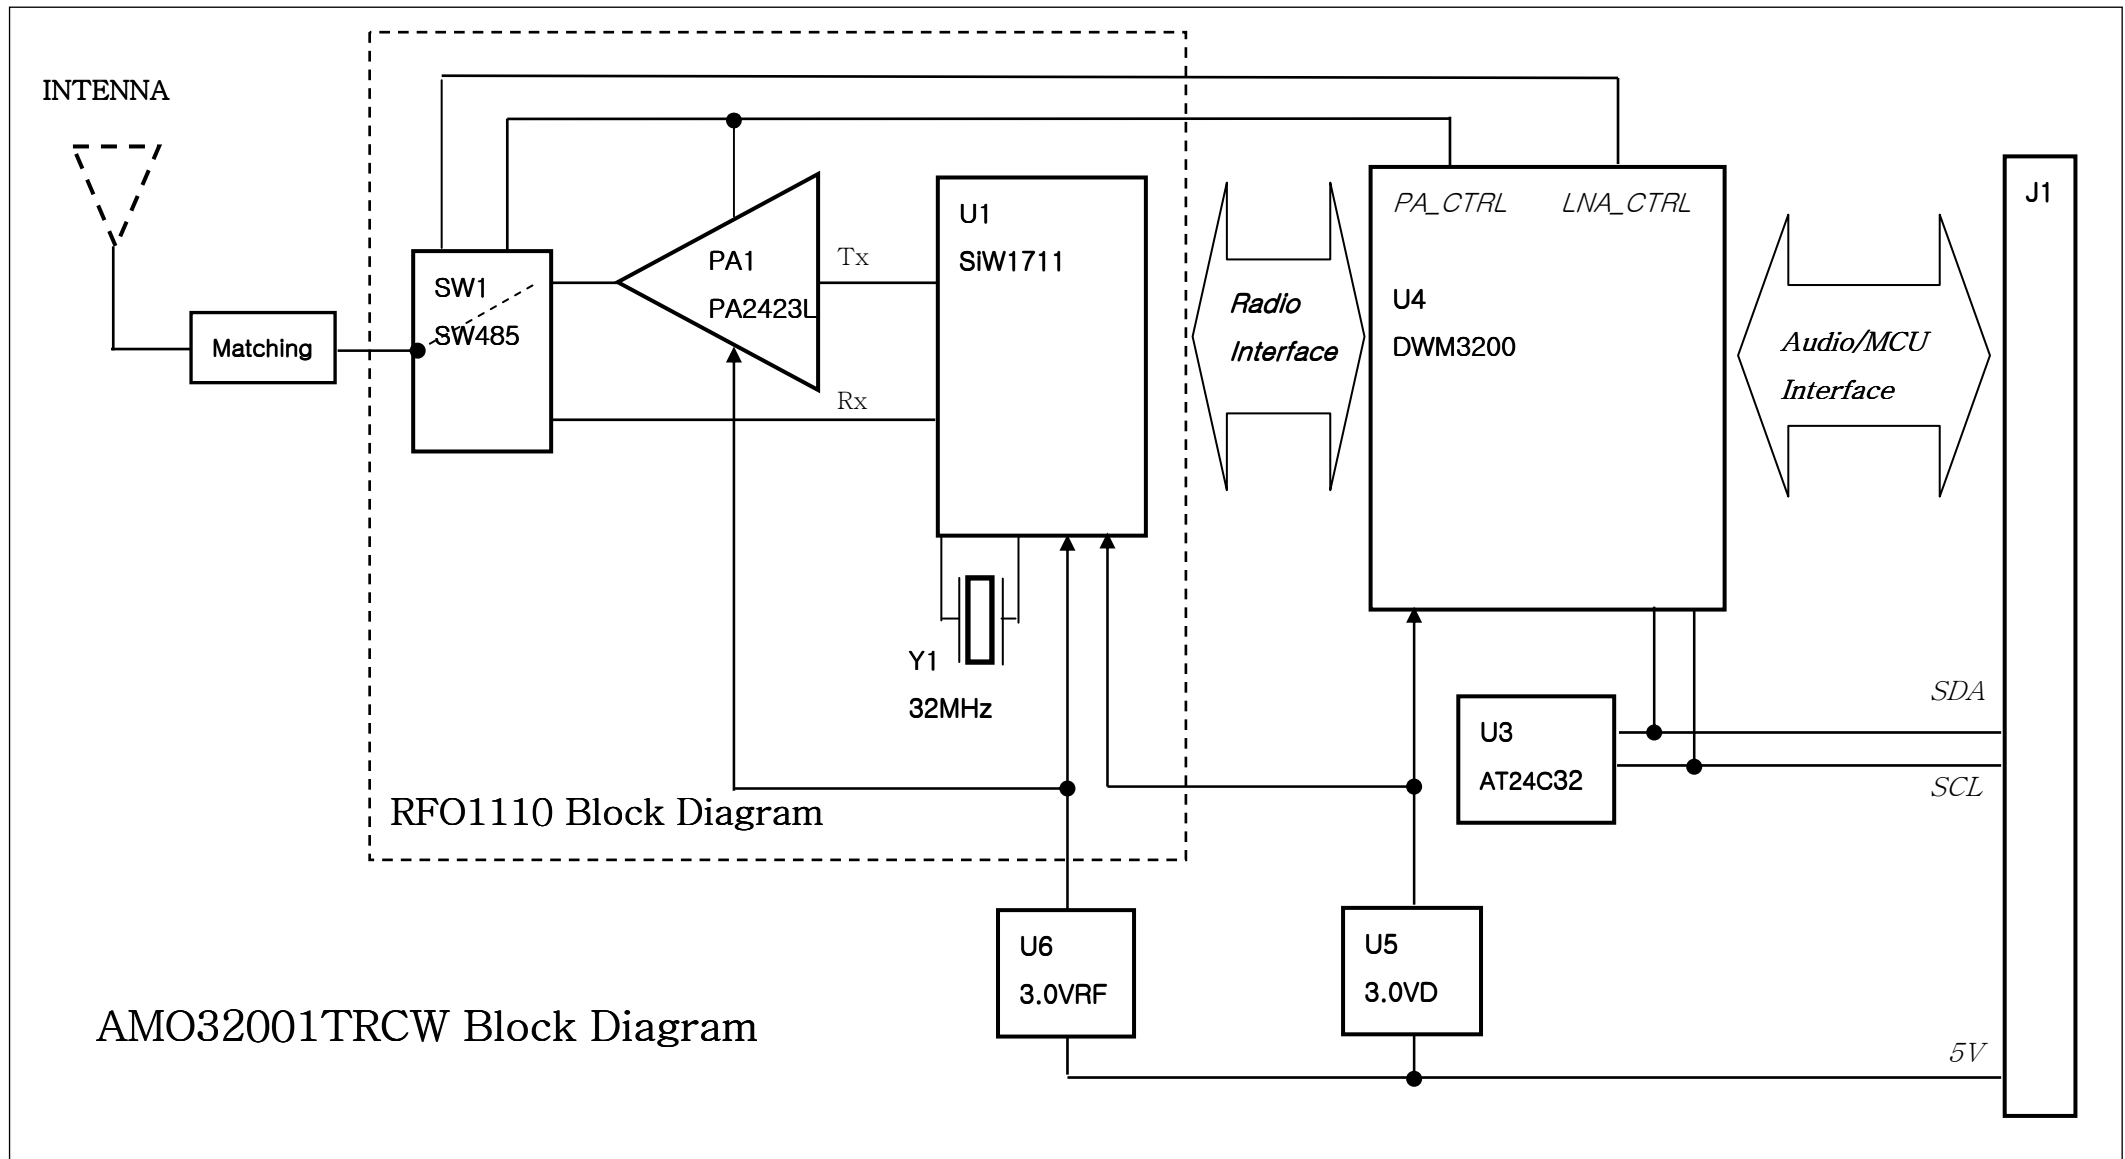 INTENNA
Matching
SW1
SW485
PA1
PA2423L
Tx
Rx
U1
SiW1711
Y1
32MHz
RFO1110 Block Diagram
Radio
Interface
PA_CTRL LNA_CTRL
U4
DWM3200
Audio/MCU
Interface
J1
SDA
SCL
U3
AT24C32
U6
3.0VRF
U5
3.0VD
5V
AMO32001TRCW Block Diagram